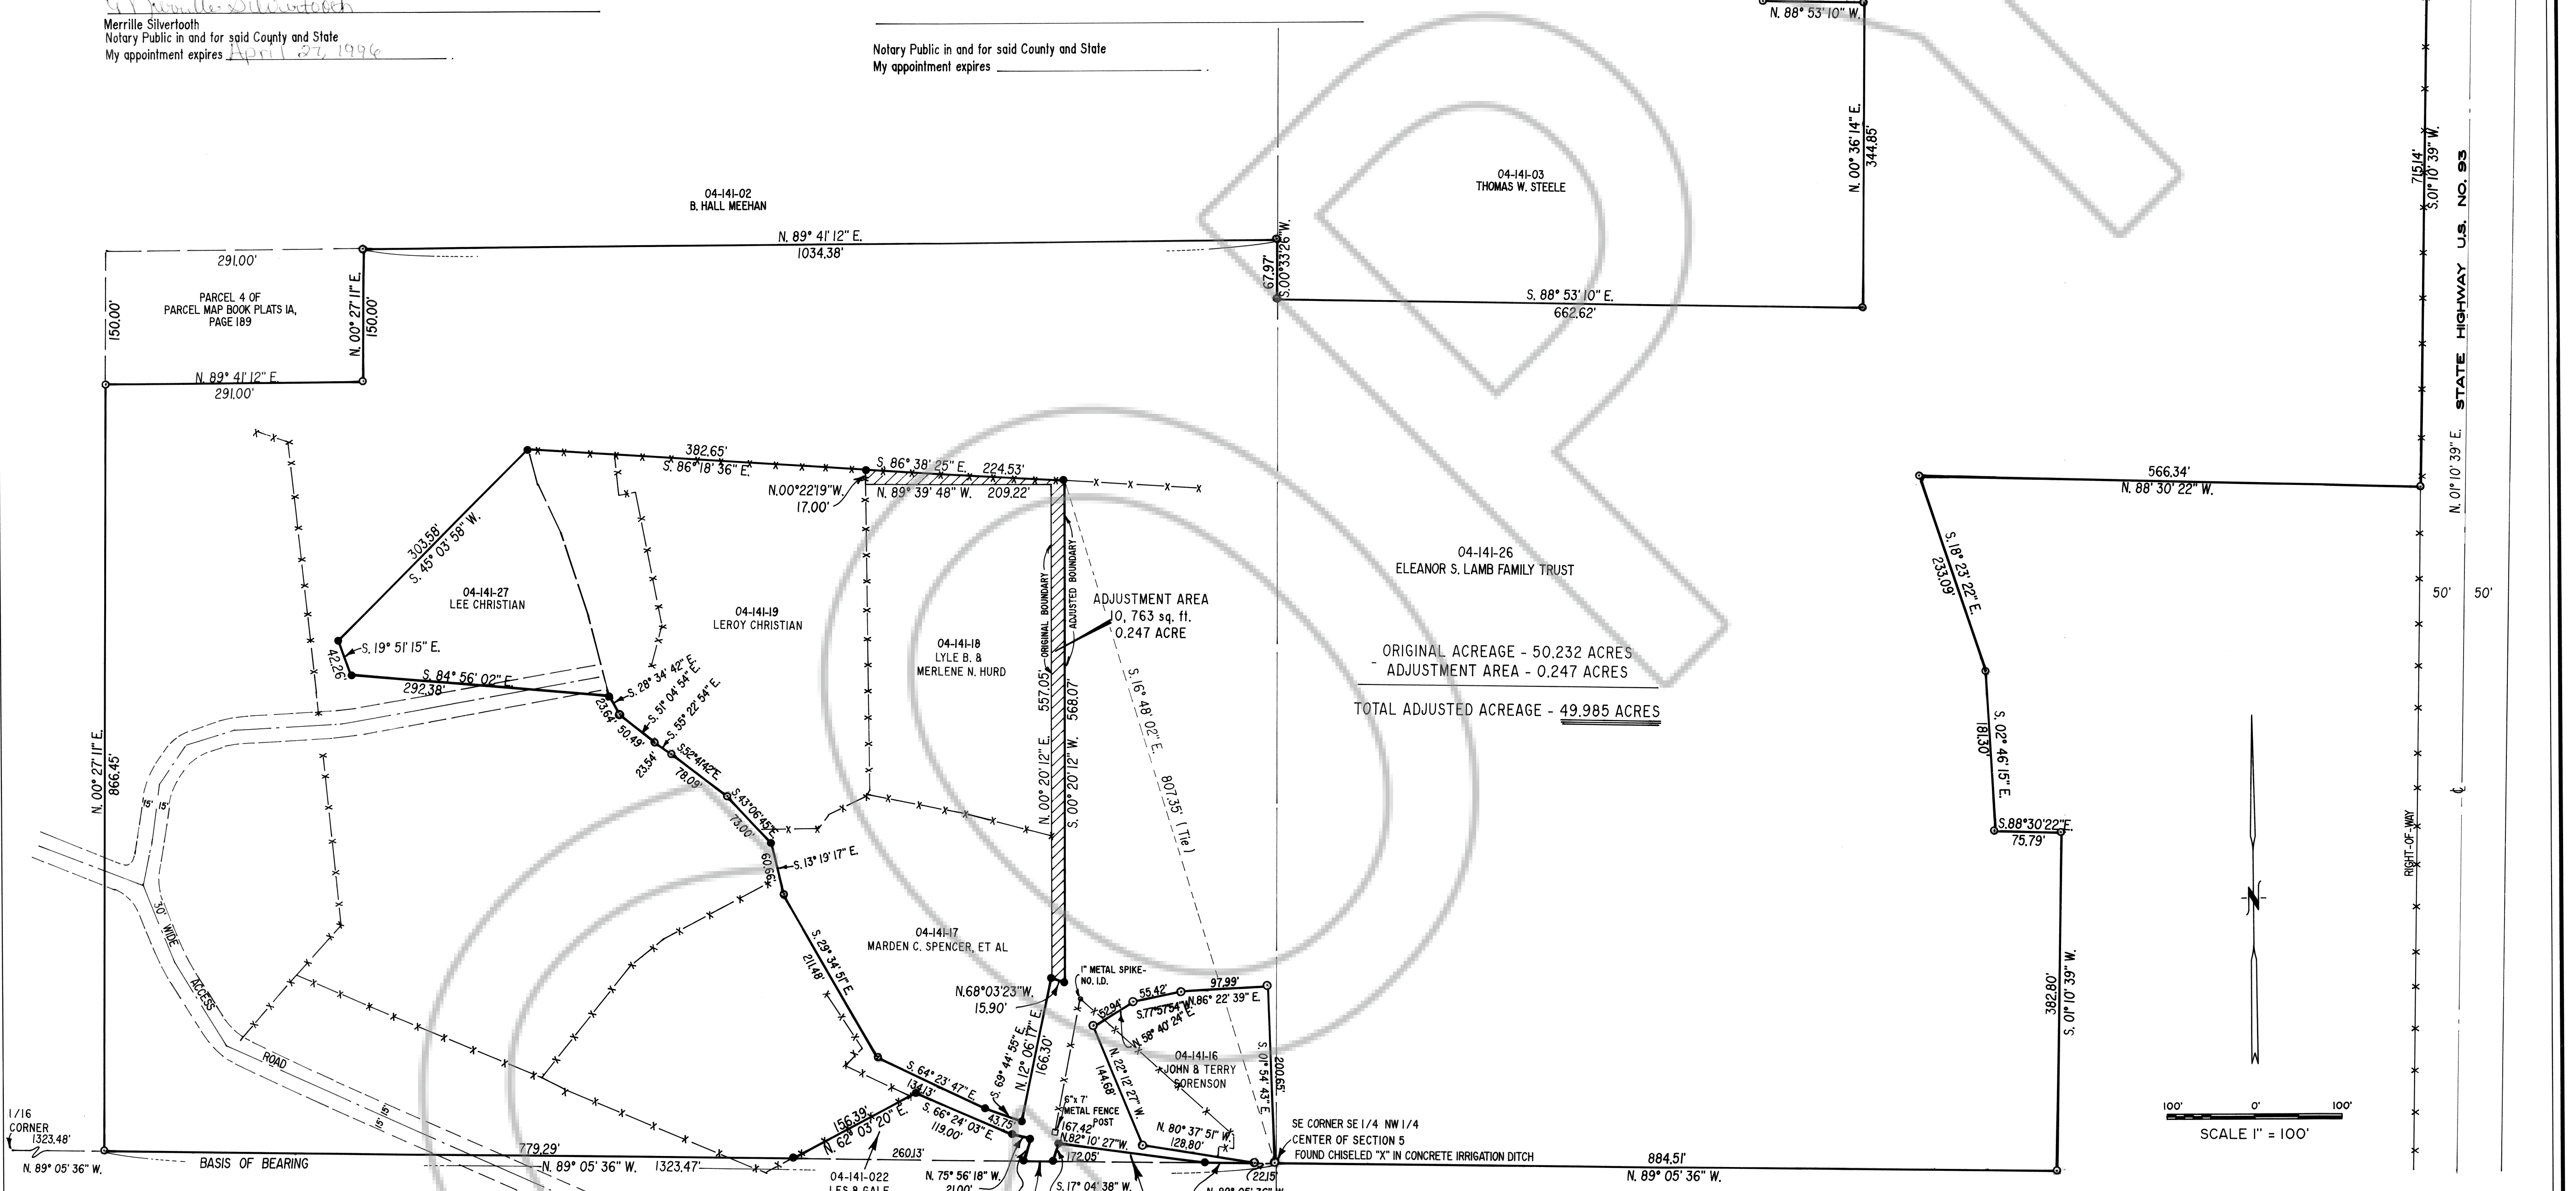 Merrille Silvertooth
Merrille Silvertooth
Notary Public in and for said County and State
My appointment expires April 27, 1996
Notary Public in and for said County and State
My appointment expires
N. 88° 53' 10" W.
N. 00° 36' 14" E.
344.85'
715.14'
S. 01° 10' 39" W.
STATE HIGHWAY U.S. NO. 93
N. 01° 10' 39" E.
04-141-02
B. HALL MEEHAN
04-141-03
THOMAS W. STEELE
N. 89° 41' 12" E.
1034.38'
67.97'
S. 00° 33' 26" W.
S. 88° 53' 10" E.
662.62'
291.00'
150.00'
PARCEL 4 OF
PARCEL MAP BOOK PLATS 1A,
PAGE 189
N. 00° 27' 11" E.
150.00'
N. 89° 41' 12" E.
291.00'
382.65'
S. 86° 18' 36" E.
S. 86° 38' 25" E.
224.53'
N. 00° 22' 19" W.
17.00'
N. 89° 39' 48" W.
209.22'
566.34'
N. 88° 30' 22" W.
303.58'
S. 45° 03' 58" W.
04-141-27
LEE CHRISTIAN
04-141-19
LEROY CHRISTIAN
04-141-18
LYLE B. &
MERLENE N. HURD
ORIGINAL BOUNDARY
ADJUSTED BOUNDARY
ADJUSTMENT AREA
10, 763 sq. ft.
0.247 ACRE
04-141-26
ELEANOR S. LAMB FAMILY TRUST
ORIGINAL ACREAGE - 50.232 ACRES
- ADJUSTMENT AREA - 0.247 ACRES
TOTAL ADJUSTED ACREAGE - 49.985 ACRES
S. 18° 23' 22" E.
233.09'
50' 50'
42.26'
S. 19° 51' 15" E.
S. 84° 56' 02" E.
292.38'
S. 28° 34' 42" E.
23.64'
S. 51° 04' 54" E.
50.49'
S. 55° 22' 54" E.
23.54'
S. 52° 41' 42" E.
78.09'
S. 43° 06' 45" E.
73.00'
60.66'
S. 13° 19' 17" E.
557.05'
N. 00° 20' 12" E.
568.07'
S. 00° 20' 12" W.
S. 16° 48' 02" E. 807.35' (Tie)
S. 02° 46' 15" E.
181.30'
S. 88° 30' 22" E.
75.79'
N. 00° 27' 11" E.
866.45'
15' 15'
30' WIDE ACCESS ROAD
15' 15'
RIGHT-OF-WAY
04-141-17
MARDEN C. SPENCER, ET AL
S. 29° 34' 51" E.
211.48'
N. 68° 03' 23" W.
15.90'
1" METAL SPIKE-
NO. I.D.
52.94'
N. 58° 40' 24" E.
55.42'
S. 77° 57' 54" W.
97.99'
N. 86° 22' 39" E.
382.80'
S. 01° 10' 39" W.
N
S. 64° 23' 47" E.
134.13'
S. 69° 44' 55" E.
43.75'
N. 12° 06' 17" E.
166.30'
04-141-16
JOHN & TERRY
SORENSON
N. 22° 12' 27" W.
144.68'
S. 01° 54' 43" E.
200.65'
6" x 7'
METAL FENCE
POST
167.42'
N. 82° 10' 27" W.
172.05'
N. 80° 37' 51" W.
128.80'
156.39'
N. 62° 03' 20" E.
S. 66° 24' 03" E.
119.00'
1/16
CORNER
1323.48'
N. 89° 05' 36" W.
BASIS OF BEARING
779.29'
N. 89° 05' 36" W. 1323.47'
260.13'
04-141-022
LES & GALE
N. 75° 56' 18" W.
21.00'
S. 17° 04' 38" W.
22.15'
N. 89° 05' 36" W.
SE CORNER SE 1/4 NW 1/4
CENTER OF SECTION 5
FOUND CHISELED "X" IN CONCRETE IRRIGATION DITCH
884.51'
N. 89° 05' 36" W.
100' 0' 100'
SCALE 1" = 100'
COPY